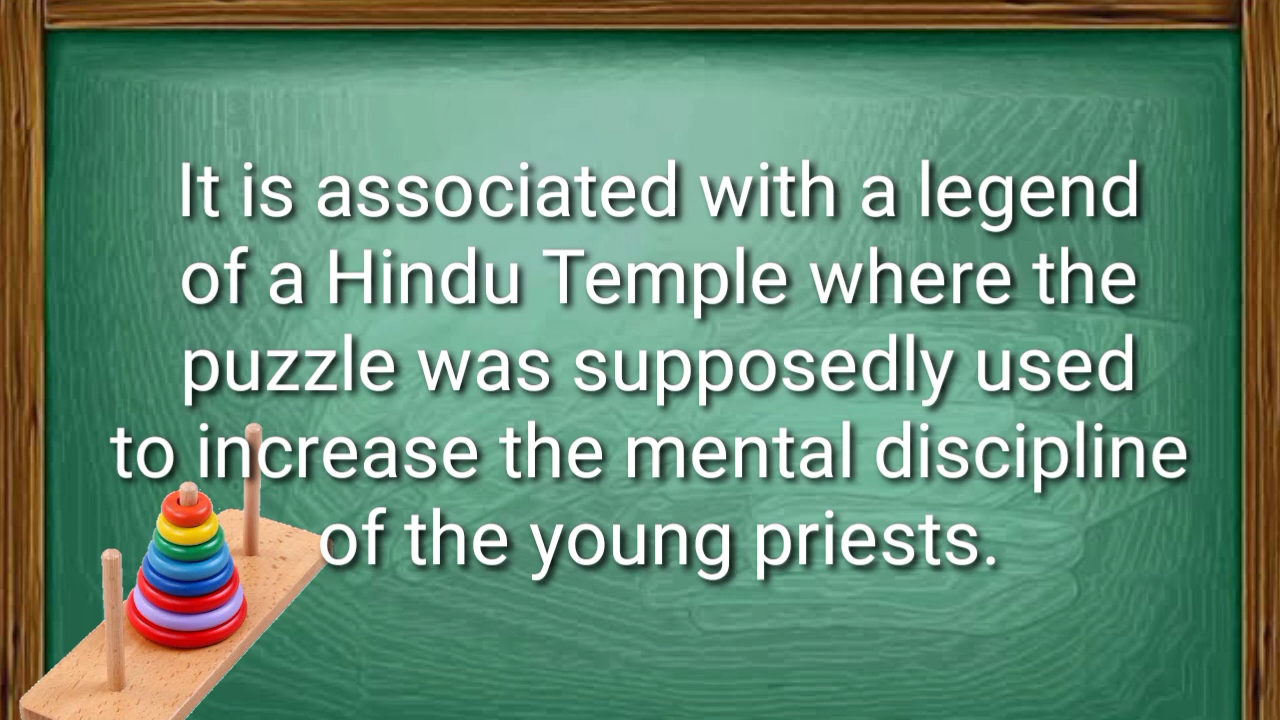 It is associated with a legend
of a Hindu Temple where the
puzzle was supposedly used
to increase the mental discipline
of the young priests.